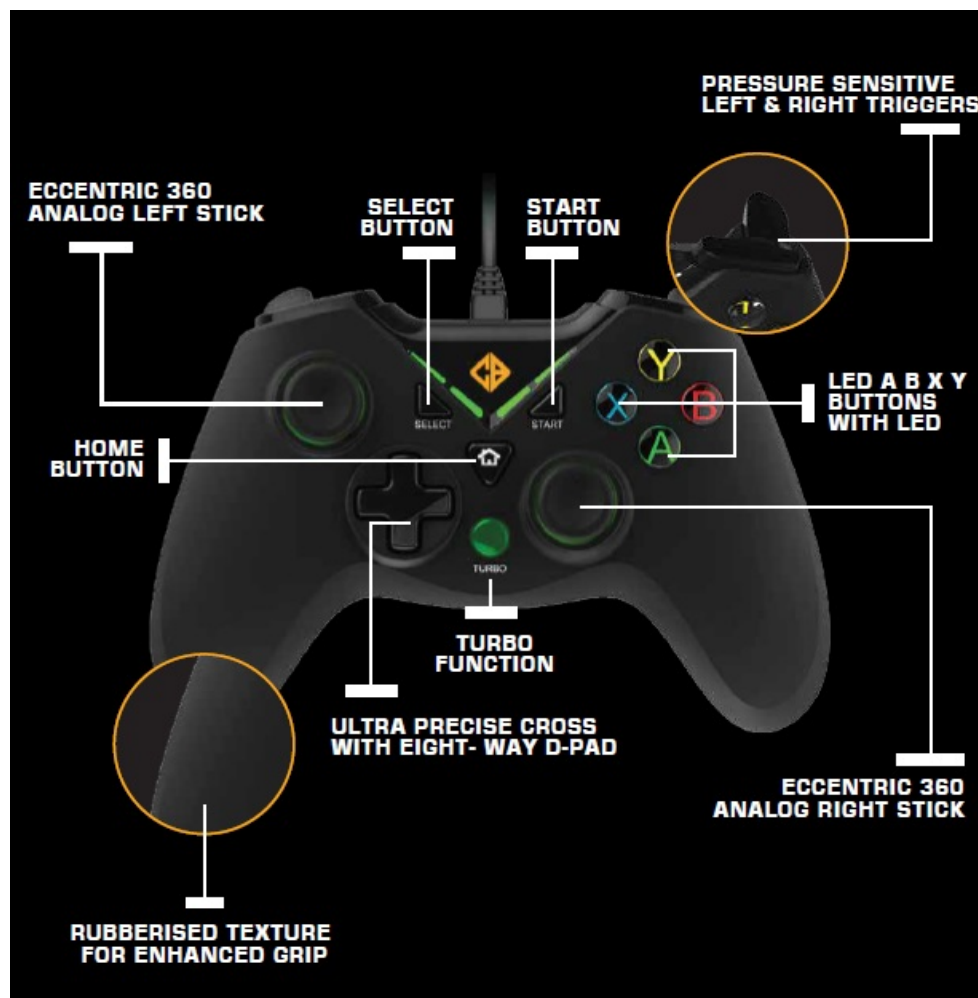 PRESSURE SENSITIVE
LEFT & RIGHT TRIGGERS
ECCENTRIC 360
ANALOG LEFT STICK
SELECT
BUTTON
START
BUTTON
CB
Y
X
B
A
LED A B X Y
BUTTONS
WITH LED
SELECT
START
HOME
BUTTON
TURBO
TURBO
FUNCTION
ULTRA PRECISE CROSS
WITH EIGHT- WAY D-PAD
ECCENTRIC 360
ANALOG RIGHT STICK
RUBBERISED TEXTURE
FOR ENHANCED GRIP